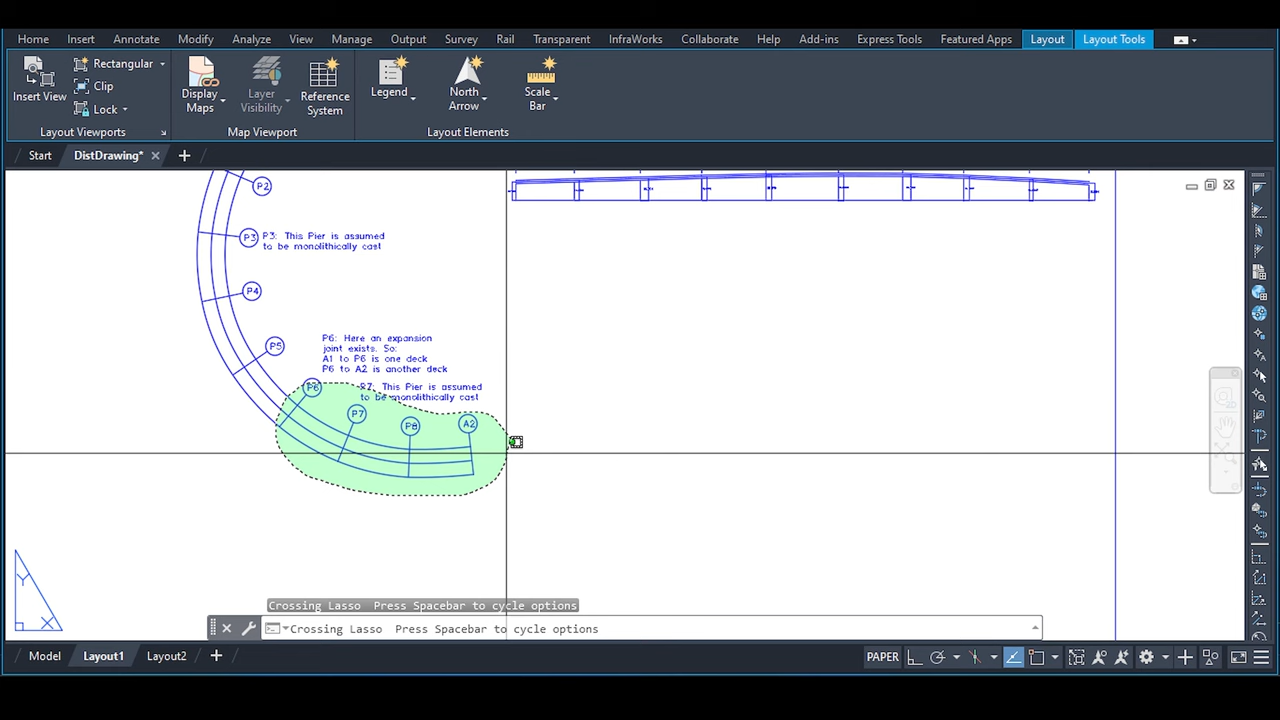 Home Insert Annotate Modify Analyze View Manage Output Survey Rail Transparent InfraWorks Collaborate Help Add-ins Express Tools Featured Apps Layout Layout Tools
Insert View
Rectangular
Clip
Lock
Layout Viewports
Display Maps
Layer Visibility
Reference System
Map Viewport
Legend
North Arrow
Scale Bar
Layout Elements
Start DistDrawing*
P2
P3 P3: This Pier is assumed
to be monolithically cast
P4
P5
P6: Here an expansion
joint exists. So:
A1 to P6 is one deck
P6 to A2 is another deck
P6
P7: This Pier is assumed
to be monolithically cast
P7
P8
A2
Y
X
Crossing Lasso Press Spacebar to cycle options
Crossing Lasso Press Spacebar to cycle options
Model Layout1 Layout2
PAPER